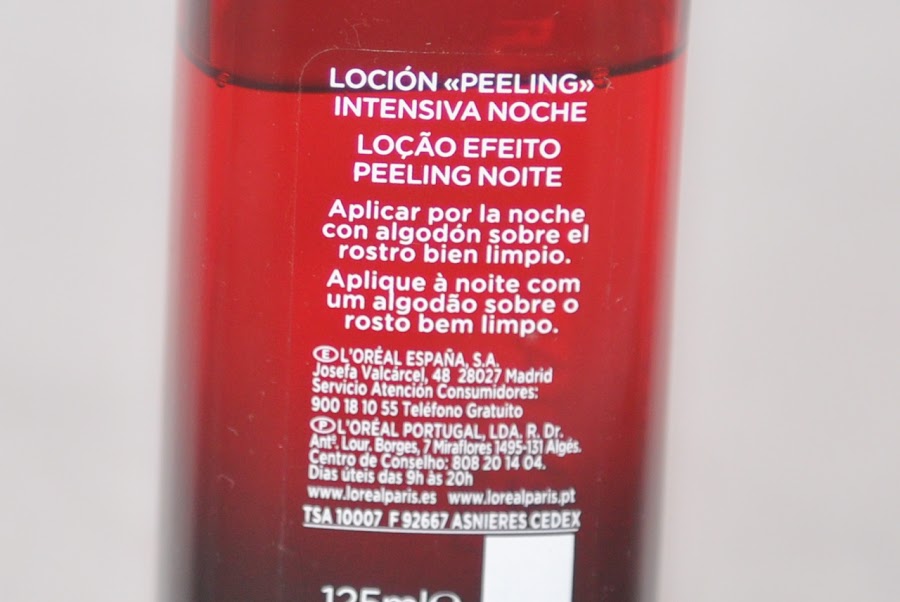 LOCIÓN «PEELING»
INTENSIVA NOCHE
LOÇÃO EFEITO
PEELING NOITE
Aplicar por la noche
con algodón sobre el
rostro bien limpio.
Aplique à noite com
um algodão sobre o
rosto bem limpo.
E L'ORÉAL ESPAÑA, S.A.
Josefa Valcárcel, 48 28027 Madrid
Servicio Atención Consumidores:
900 18 10 55 Teléfono Gratuito
P L'ORÉAL PORTUGAL, LDA. R. Dr.
Antº. Lour. Borges, 7 Miraflores 1495-131 Algés.
Centro de Conselho: 808 20 14 04.
Dias úteis das 9h às 20h
www.lorealparis.es www.lorealparis.pt
TSA 10007 F 92667 ASNIERES CEDEX
125ml e